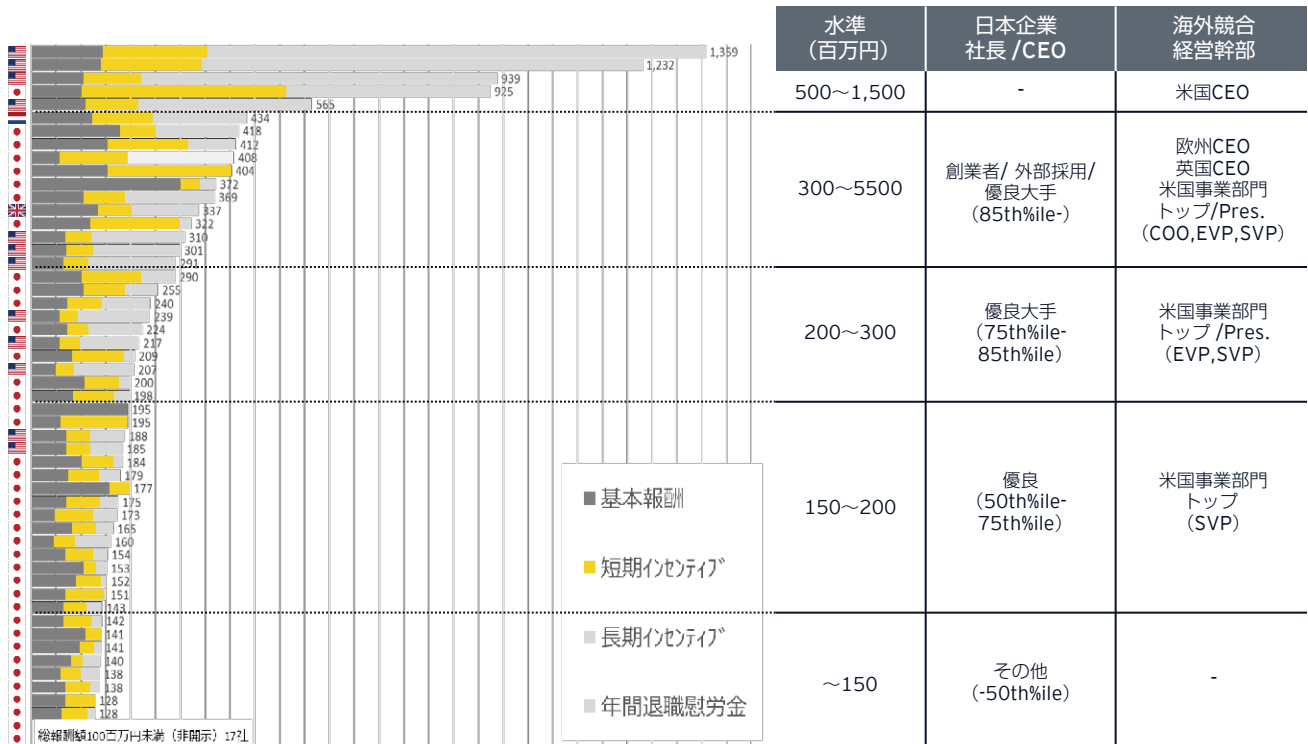 水準
（百万円）
日本企業
社長 /CEO
海外競合
経営幹部
1,359
1,232
939
925
565
500～1,500
-
米国CEO
434
418
412
408
404
372
369
337
322
310
301
291
300～5500
創業者/ 外部採用/
優良大手
（85th%ile-）
欧州CEO
英国CEO
米国事業部門
トップ/Pres.
（COO,EVP,SVP）
290
255
240
239
224
217
209
207
200
198
200～300
優良大手
（75th%ile-
85th%ile）
米国事業部門
トップ /Pres.
（EVP,SVP）
195
195
188
185
184
179
177
175
173
165
160
154
153
152
151
143
150～200
優良
（50th%ile-
75th%ile）
米国事業部門
トップ
（SVP）
142
141
141
140
138
138
128
128
～150
その他
（-50th%ile）
-
基本報酬
短期ｲﾝｾﾝﾃｨﾌﾞ
長期ｲﾝｾﾝﾃｨﾌﾞ
年間退職慰労金
総報酬額100百万円未満（非開示）17社